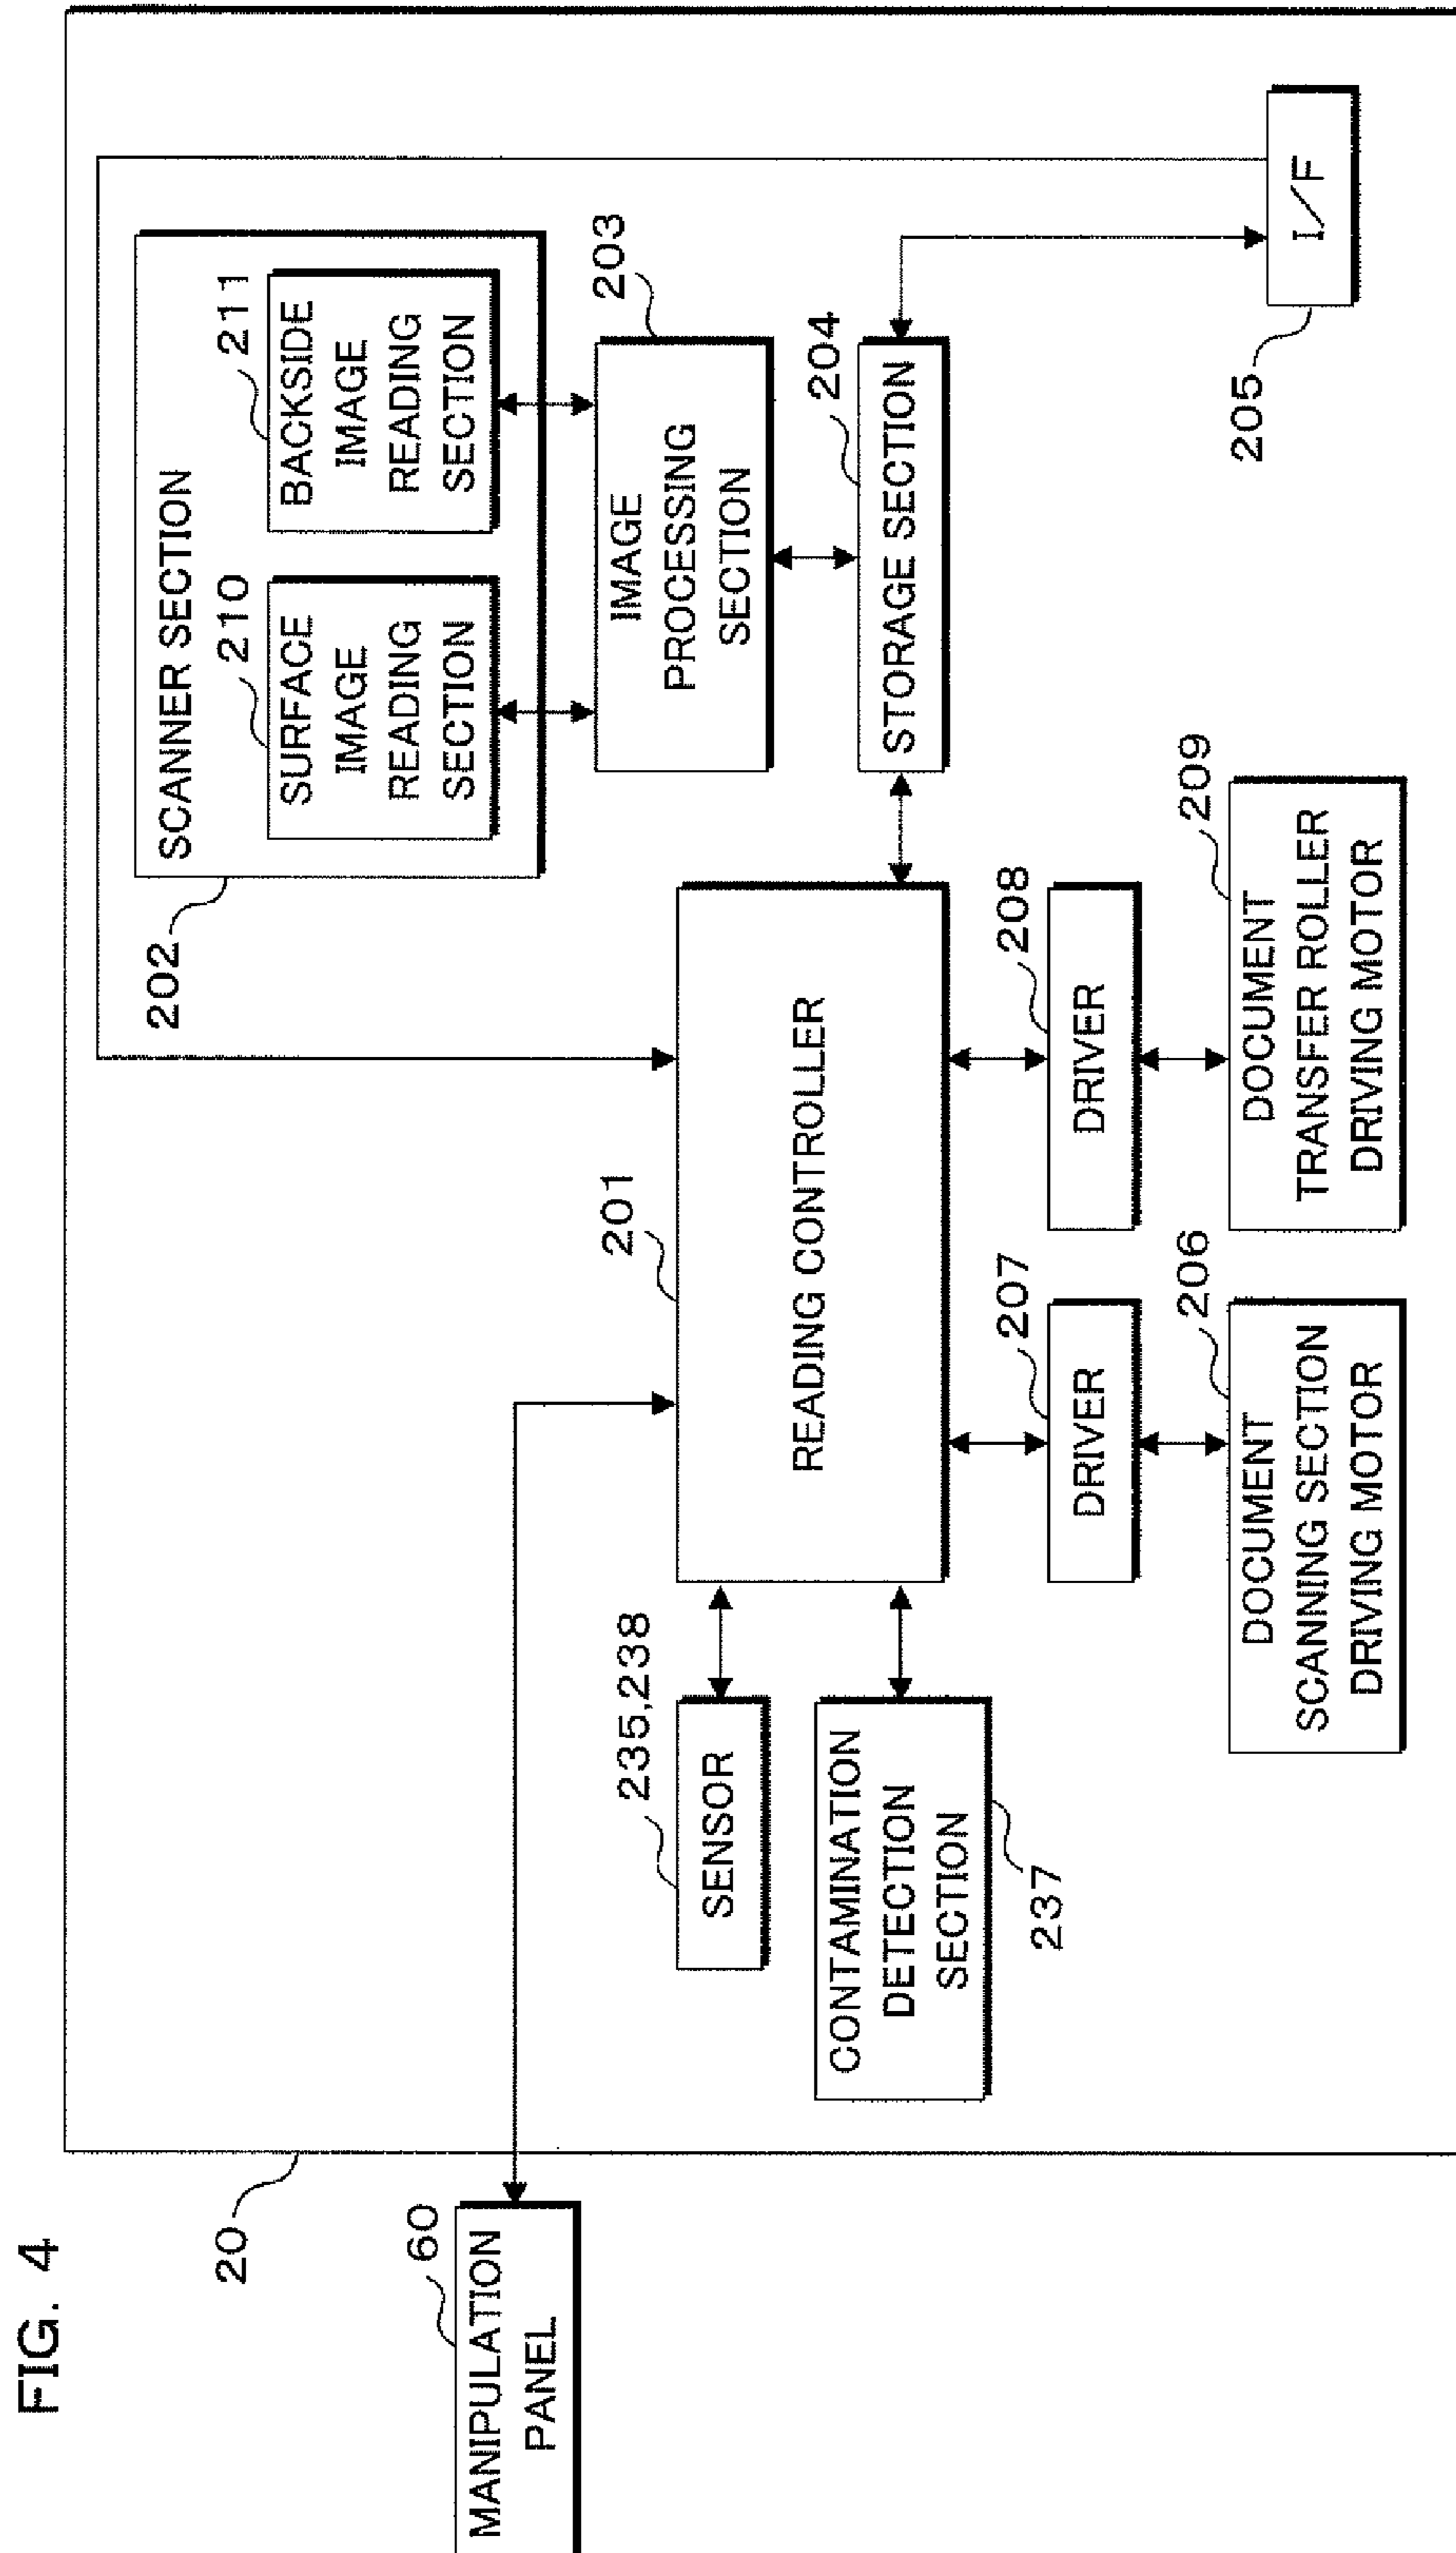 FIG. 4
20
60
MANIPULATION
PANEL
SCANNER SECTION
202
210
SURFACE
IMAGE
READING
SECTION
211
BACKSIDE
IMAGE
READING
SECTION
203
IMAGE
PROCESSING
SECTION
204
STORAGE SECTION
201
READING CONTROLLER
235,238
SENSOR
CONTAMINATION
DETECTION
SECTION
237
207
DRIVER
208
DRIVER
206
DOCUMENT
SCANNING SECTION
DRIVING MOTOR
209
DOCUMENT
TRANSFER ROLLER
DRIVING MOTOR
205
I/F